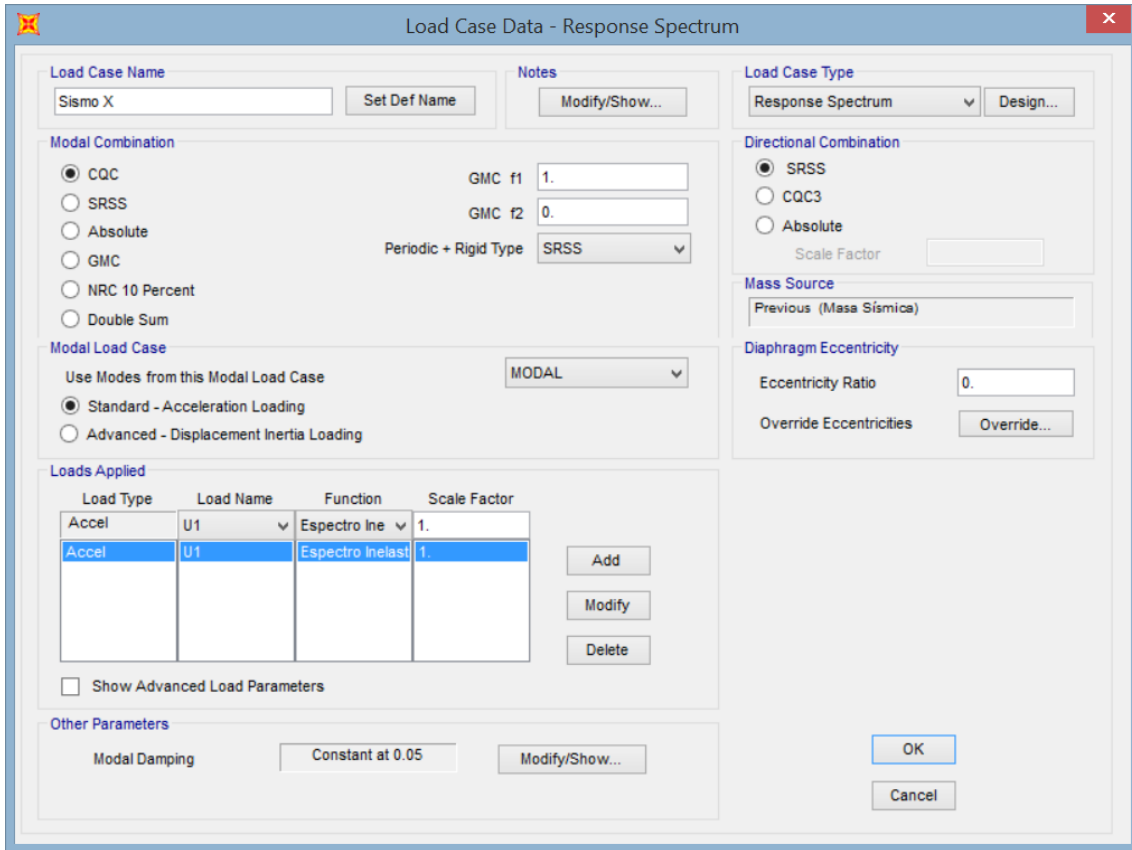 Load Case Data - Response Spectrum
Load Case Name
Sismo X
Set Def Name
Notes
Modify/Show...
Load Case Type
Response Spectrum
Design...
Modal Combination
CQC
SRSS
Absolute
GMC
NRC 10 Percent
Double Sum
GMC f1 1.
GMC f2 0.
Periodic + Rigid Type SRSS
Directional Combination
SRSS
CQC3
Absolute
Scale Factor
Mass Source
Previous (Masa Sísmica)
Modal Load Case
Use Modes from this Modal Load Case MODAL
Standard - Acceleration Loading
Advanced - Displacement Inertia Loading
Diaphragm Eccentricity
Eccentricity Ratio 0.
Override Eccentricities Override...
Loads Applied
Load Type Load Name Function Scale Factor
Accel U1 Espectro Ine 1.
Accel U1 Espectro Inelast 1.
Add
Modify
Delete
Show Advanced Load Parameters
Other Parameters
Modal Damping Constant at 0.05 Modify/Show...
OK
Cancel